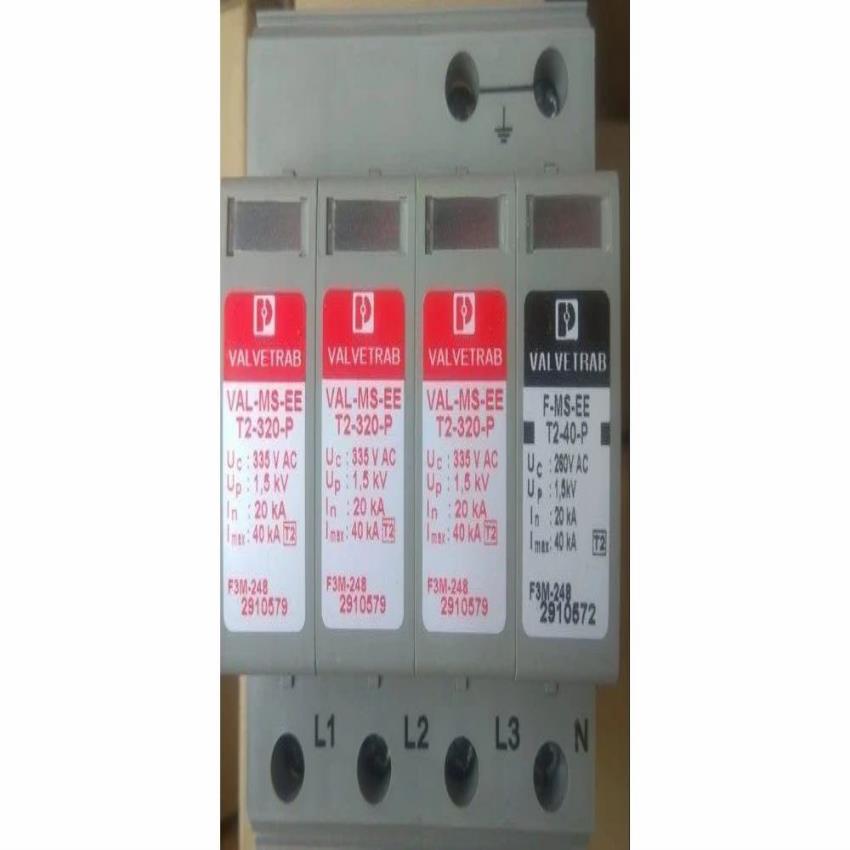 VALVETRAB
VAL-MS-EE
T2-320-P
Uc : 335 V AC
Up : 1,5 kV
In : 20 kA
Imax : 40 kA T2
F3M-248
2910579
VALVETRAB
VAL-MS-EE
T2-320-P
Uc : 335 V AC
Up : 1,5 kV
In : 20 kA
Imax : 40 kA T2
F3M-248
2910579
VALVETRAB
VAL-MS-EE
T2-320-P
Uc : 335 V AC
Up : 1,5 kV
In : 20 kA
Imax : 40 kA T2
F3M-248
2910579
VALVETRAB
F-MS-EE
T2-40-P
Uc : 260V AC
Up : 1,5kV
In : 20 kA
Imax : 40 kA T2
F3M-248
2910572
L1 L2 L3 N